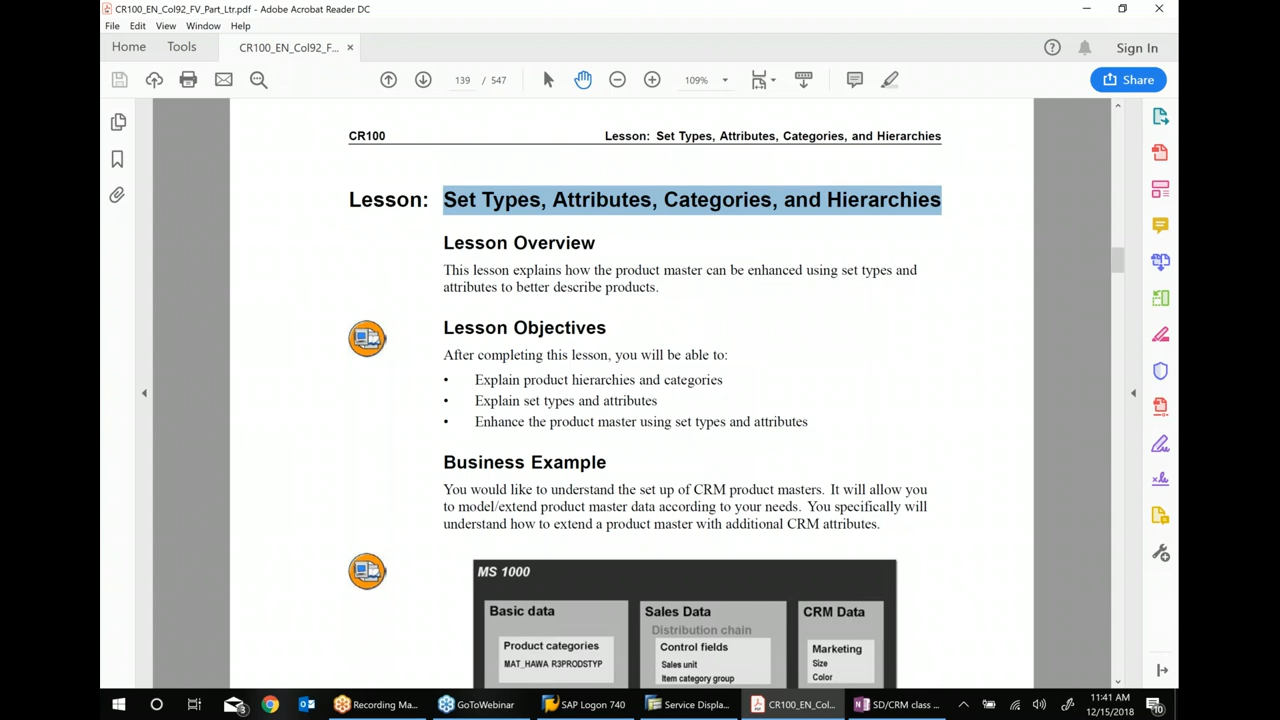 CR100_EN_Col92_FV_Part_Ltr.pdf - Adobe Acrobat Reader DC
File Edit View Window Help
Home Tools CR100_EN_Col92_F... × Sign In
139 / 547 109% Share
CR100 Lesson: Set Types, Attributes, Categories, and Hierarchies
Lesson: Set Types, Attributes, Categories, and Hierarchies
Lesson Overview
This lesson explains how the product master can be enhanced using set types and
attributes to better describe products.
Lesson Objectives
After completing this lesson, you will be able to:
• Explain product hierarchies and categories
• Explain set types and attributes
• Enhance the product master using set types and attributes
Business Example
You would like to understand the set up of CRM product masters. It will allow you
to model/extend product master data according to your needs. You specifically will
understand how to extend a product master with additional CRM attributes.
MS 1000
Basic data Sales Data CRM Data
Distribution chain
Product categories Control fields Marketing
MAT_HAWA R3PRODSTYP Sales unit Size
Item category group Color
Recording Ma... GoToWebinar SAP Logon 740 Service Displa... CR100_EN_Col... SD/CRM class ...
11:41 AM
12/15/2018
10